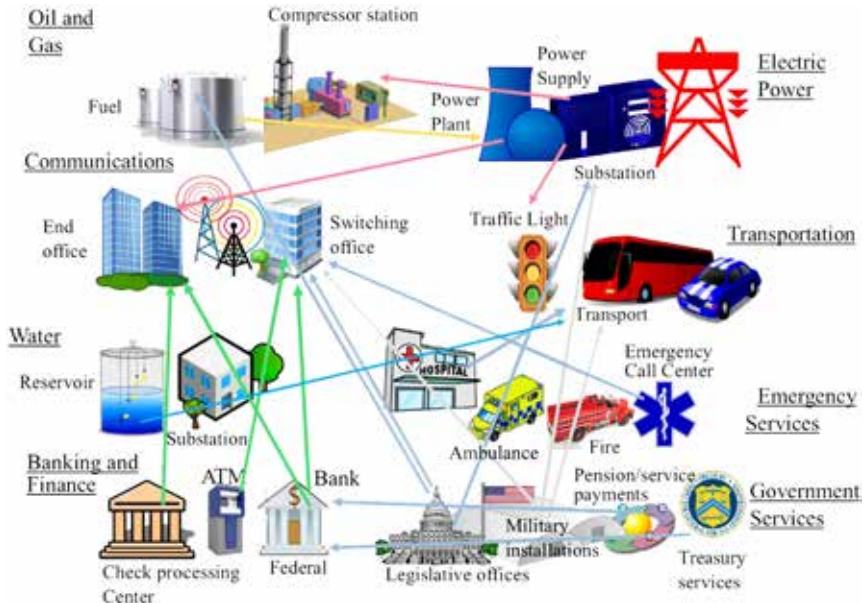 Oil and
Gas
Compressor station
Fuel
Power
Plant
Power
Supply
Electric
Power
Substation
Communications
End
office
Switching
office
Traffic Light
Transportation
Transport
Water
Reservoir
Substation
HOSPITAL
Ambulance
Fire
Emergency
Call Center
Emergency
Services
Banking and
Finance
ATM
Bank
$
Check processing
Center
Federal
Legislative offices
Military
installations
Pension/service
payments
Government
Services
Treasury
services